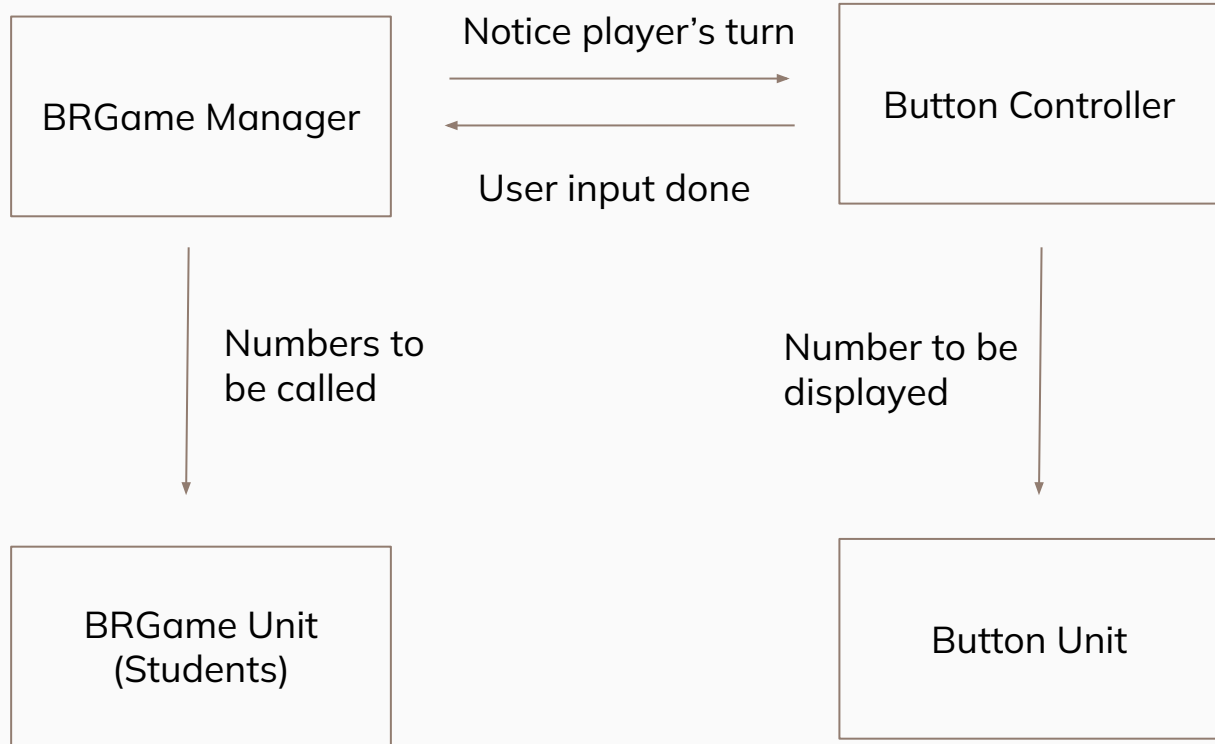 Notice player’s turn
BRGame Manager
Button Controller
User input done
Numbers to
be called
Number to be
displayed
BRGame Unit
(Students)
Button Unit